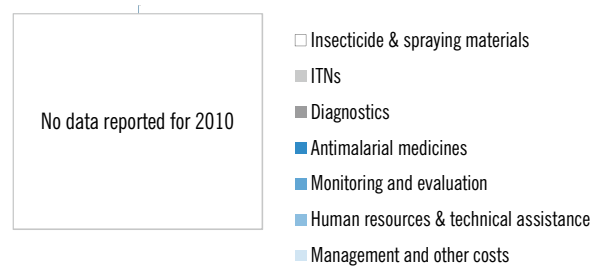 No data reported for 2010
Insecticide & spraying materials
ITNs
Diagnostics
Antimalarial medicines
Monitoring and evaluation
Human resources & technical assistance
Management and other costs